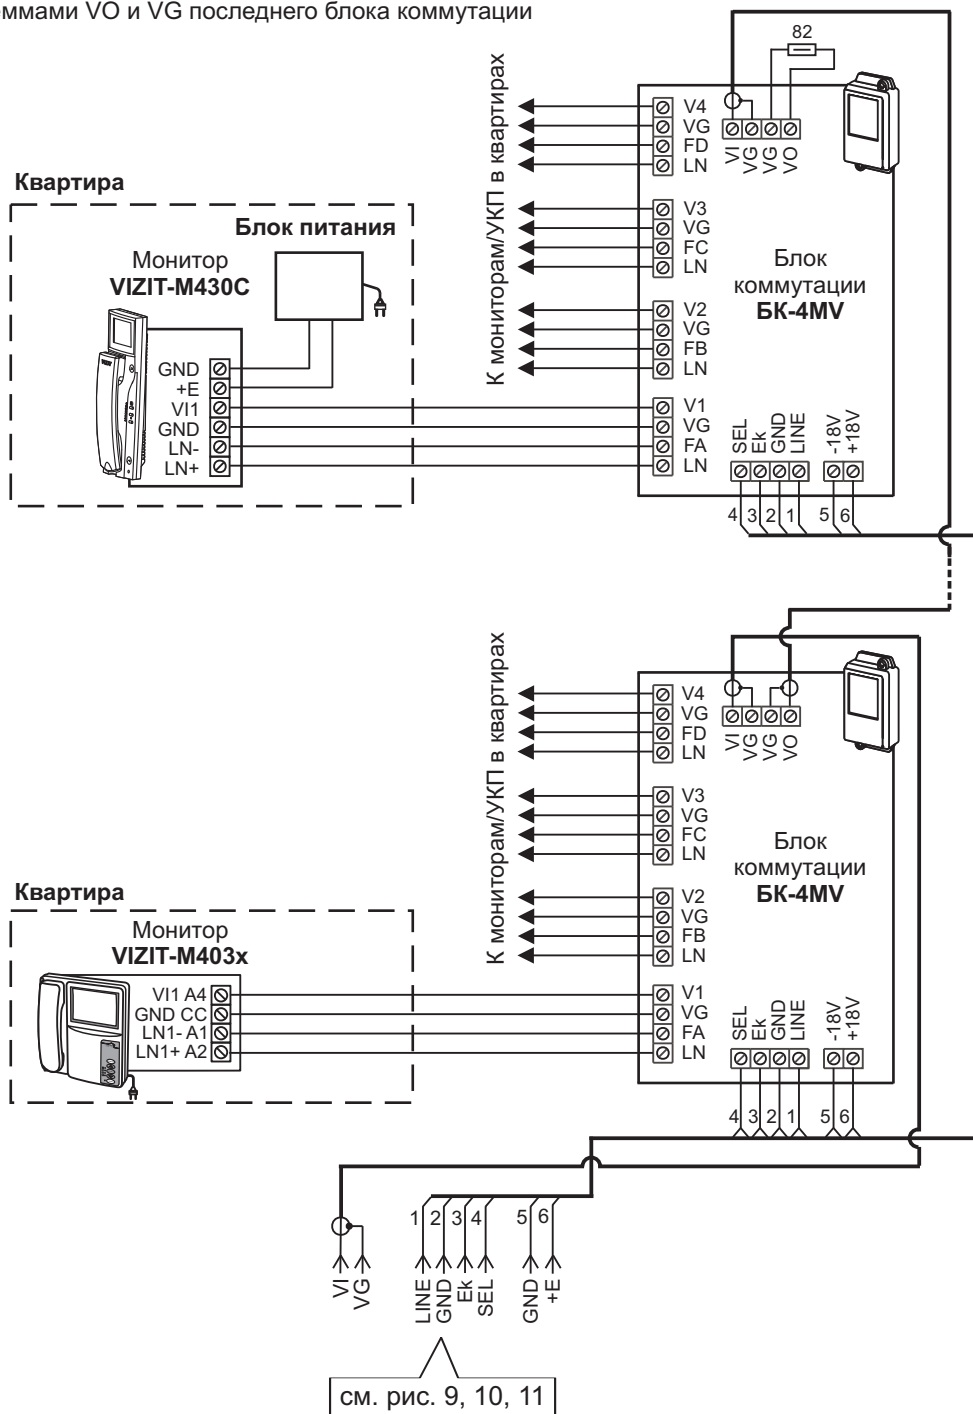 ммами VO и VG последнего блока коммутации
82
V4
VG
FD
LN
VI
VG
VG
VO
К мониторам/УКП в квартирах
V3
VG
FC
LN
Блок
коммутации
БК-4MV
V2
VG
FB
LN
Квартира
Блок питания
Монитор
VIZIT-M430C
GND
+E
VI1
GND
LN-
LN+
V1
VG
FA
LN
SEL
Ek
GND
LINE
-18V
+18V
4
3
2
1
5
6
К мониторам/УКП в квартирах
V4
VG
FD
LN
VI
VG
VG
VO
V3
VG
FC
LN
Блок
коммутации
БК-4MV
V2
VG
FB
LN
Квартира
Монитор
VIZIT-M403x
VI1 A4
GND CC
LN1- A1
LN1+ A2
V1
VG
FA
LN
SEL
Ek
GND
LINE
-18V
+18V
4
3
2
1
5
6
1
2
3
4
5
6
VI
VG
LINE
GND
Ek
SEL
GND
+E
см. рис. 9, 10, 11